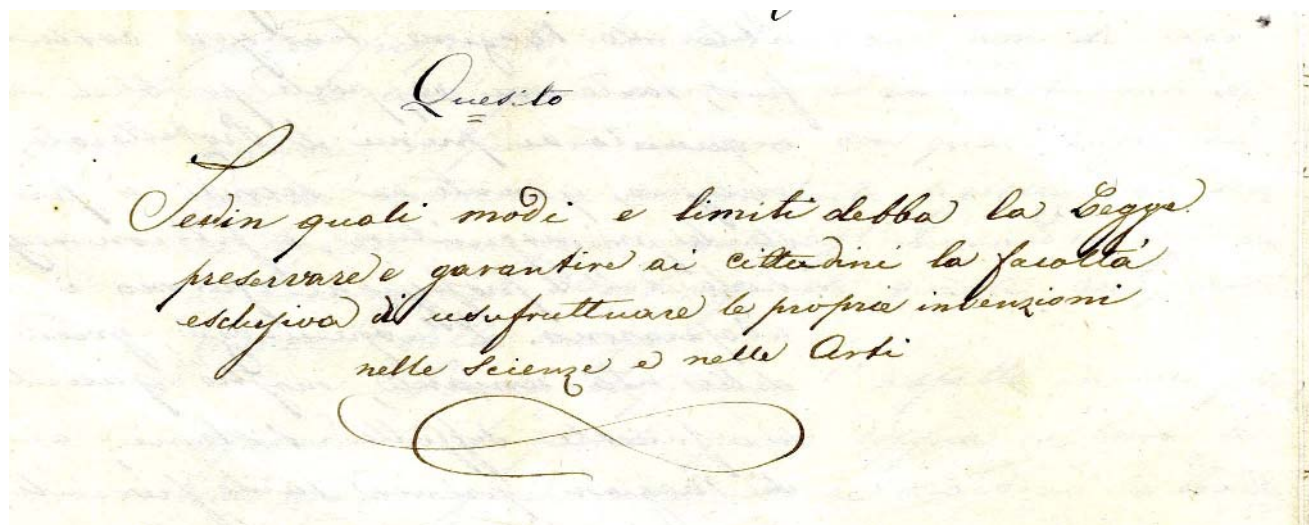 Quesito
Se ed in quali modi e limiti debba la Legge
preservare e garantire ai cittadini la facoltà
esclusiva di usufruttuare le proprie invenzioni
nelle Scienze e nelle Arti